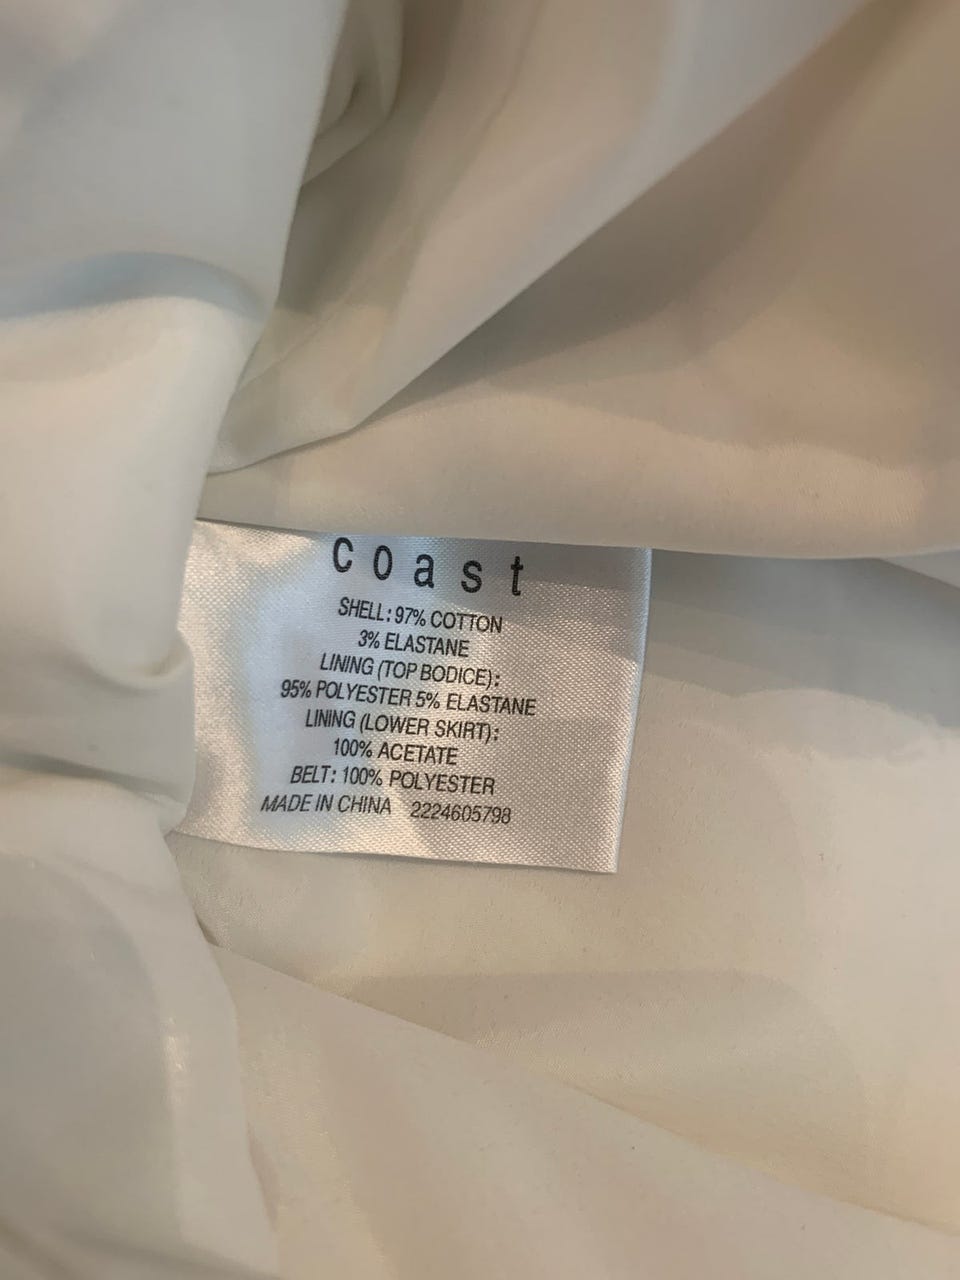 coast
SHELL: 97% COTTON
3% ELASTANE
LINING (TOP BODICE):
95% POLYESTER 5% ELASTANE
LINING (LOWER SKIRT):
100% ACETATE
BELT: 100% POLYESTER
MADE IN CHINA 2224605798